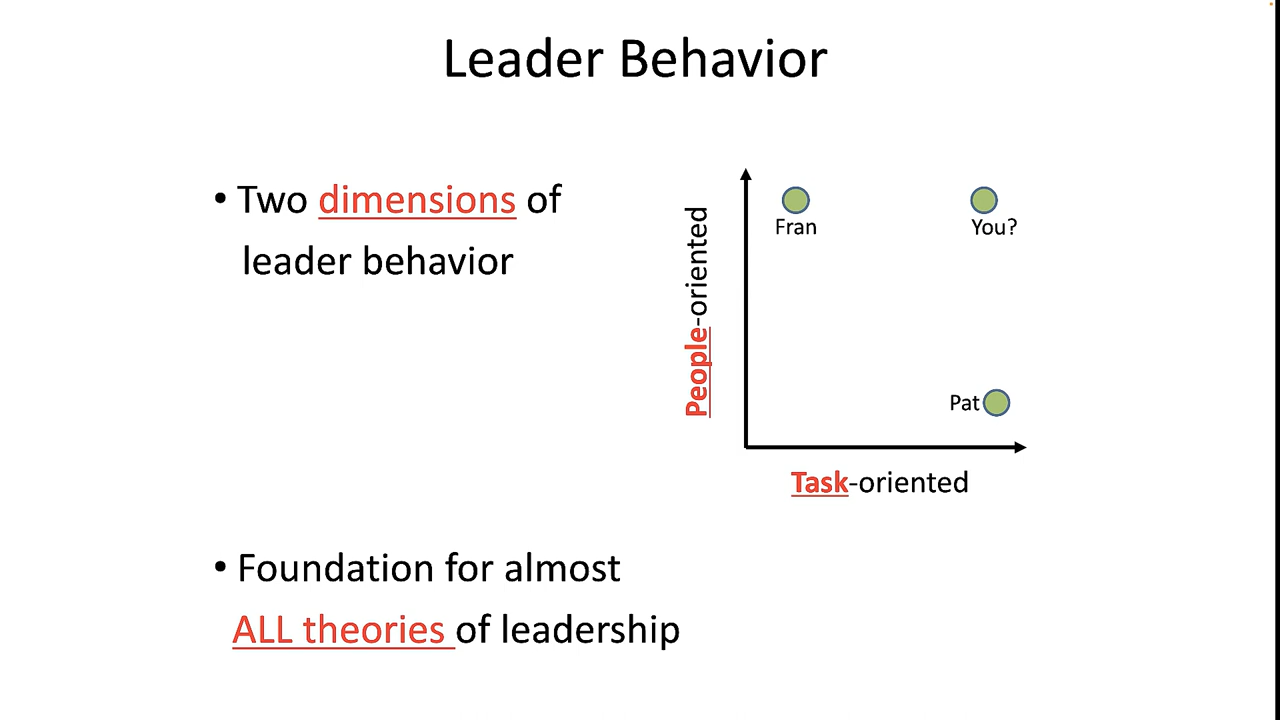 Leader Behavior
• Two dimensions of
leader behavior
People-oriented
Fran
You?
Pat
Task-oriented
• Foundation for almost
ALL theories of leadership